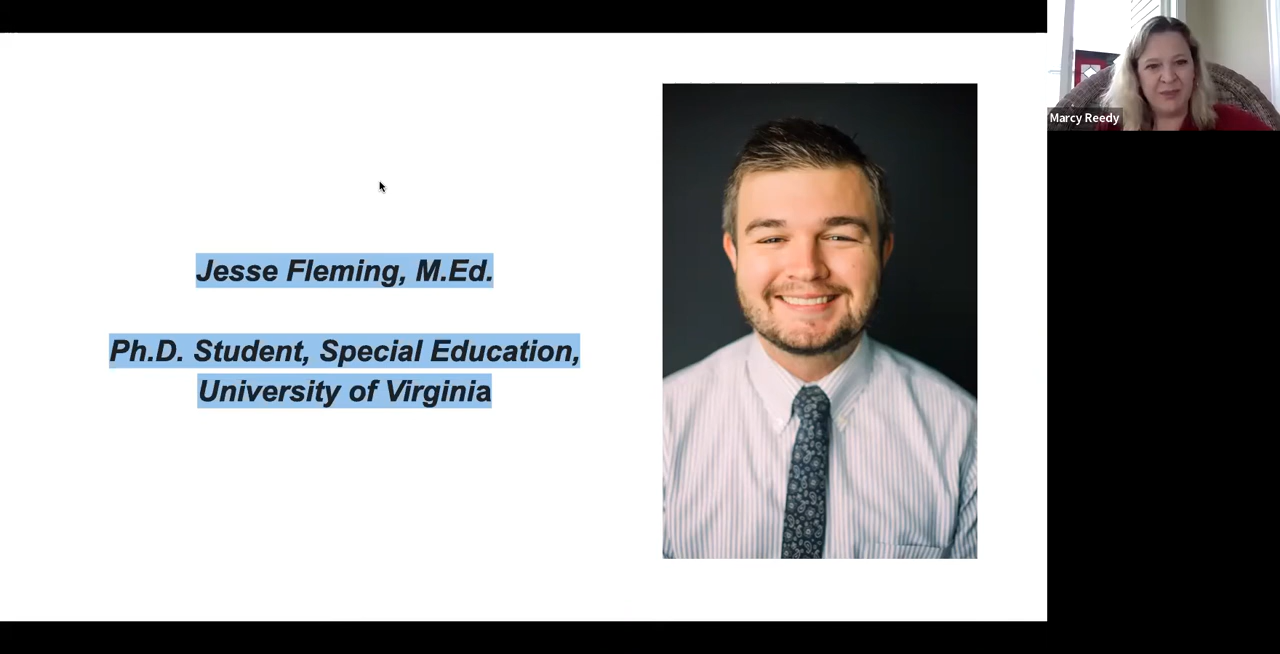 Marcy Reedy
Jesse Fleming, M.Ed.
Ph.D. Student, Special Education,
University of Virginia